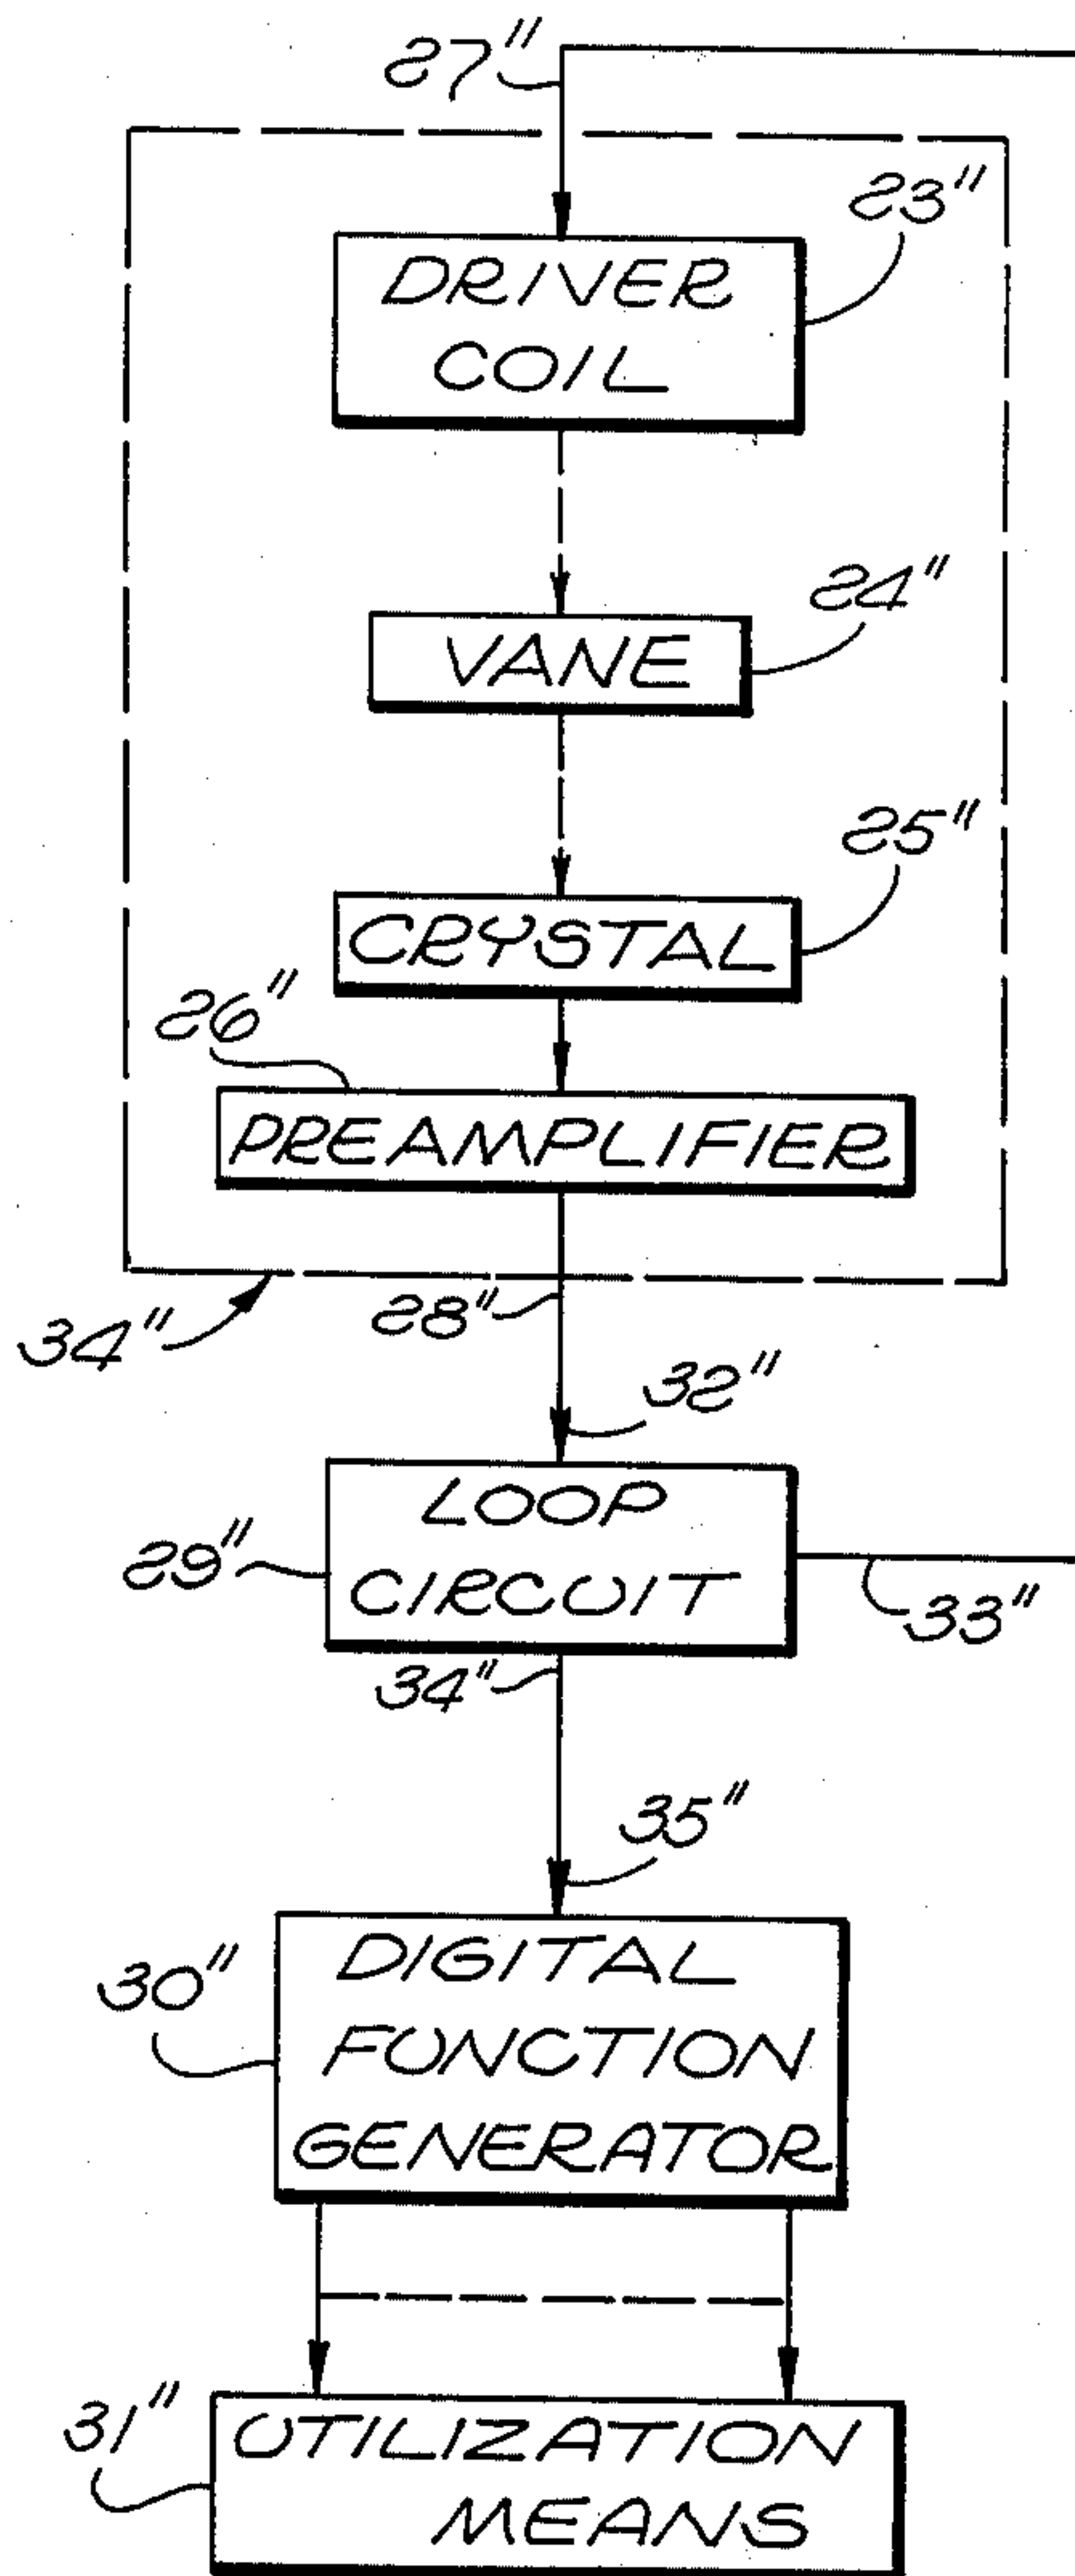 27"
23"
DRIVER
COIL
24"
VANE
25"
CRYSTAL
26"
PREAMPLIFIER
28"
34"
32"
LOOP
29"
CIRCUIT
33"
34"
35"
DIGITAL
30"
FUNCTION
GENERATOR
31"
UTILIZATION
MEANS